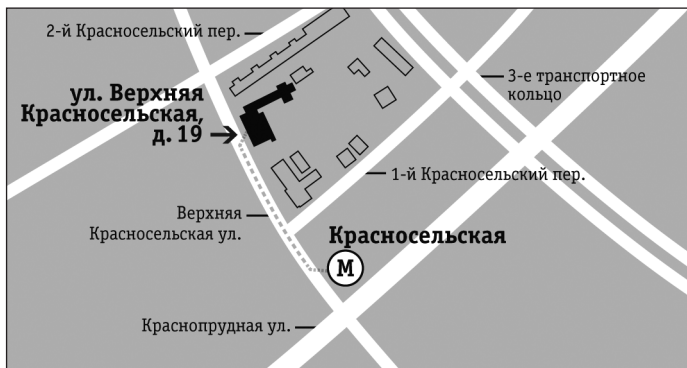 2-й Красносельский пер.
ул. Верхняя
Красносельская,
д. 19
3-е транспортное
кольцо
1-й Красносельский пер.
Верхняя
Красносельская ул.
Красносельская
М
Краснопрудная ул.